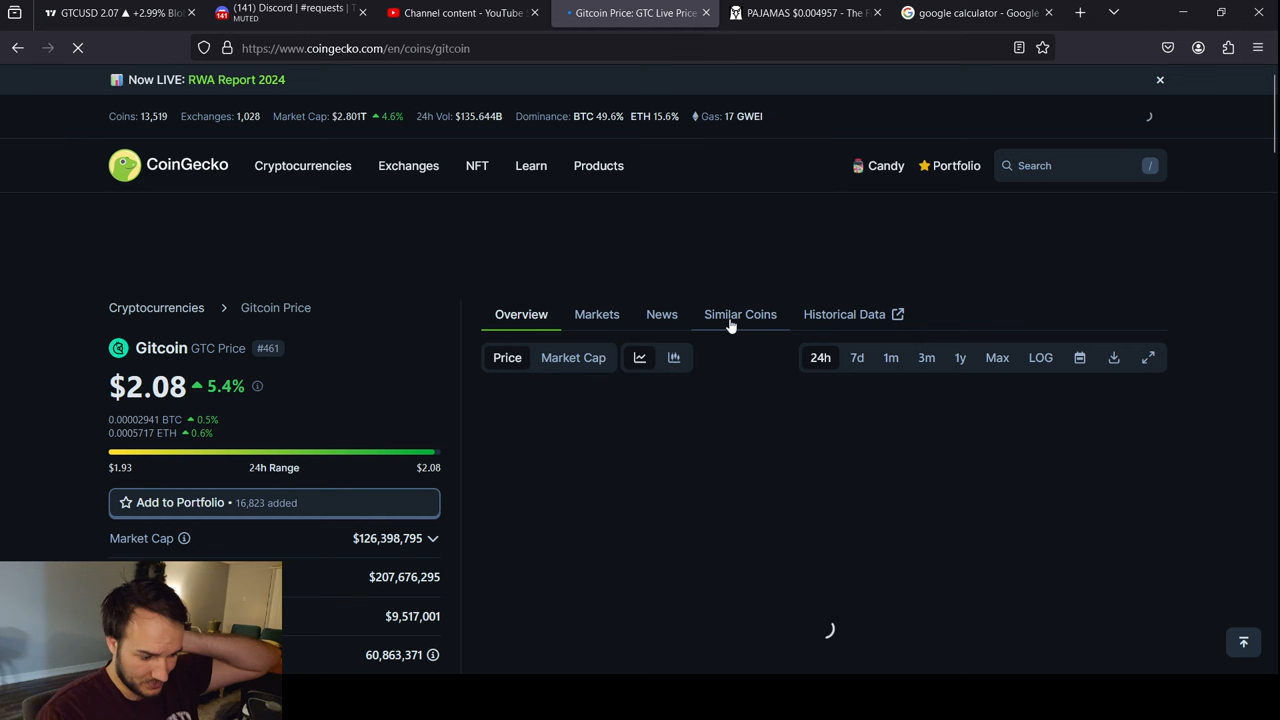 GTCUSD 2.07 ▲ +2.99%
(141) Discord | #requests |
MUTED
Channel content - YouTube
Gitcoin Price: GTC Live Price
PAJAMAS $0.004957 - The
google calculator - Google
https://www.coingecko.com/en/coins/gitcoin
Now LIVE: RWA Report 2024
Coins: 13,519 Exchanges: 1,028 Market Cap: $2.801T ▲ 4.6% 24h Vol: $135.644B Dominance: BTC 49.6% ETH 15.6% Gas: 17 GWEI
CoinGecko Cryptocurrencies Exchanges NFT Learn Products Candy Portfolio Search /
Cryptocurrencies > Gitcoin Price
Overview Markets News Similar Coins Historical Data
Gitcoin GTC Price #461
Price Market Cap 24h 7d 1m 3m 1y Max LOG
$2.08 ▲ 5.4%
0.00002941 BTC ▲ 0.5%
0.0005717 ETH ▲ 0.6%
$1.93 24h Range $2.08
Add to Portfolio • 16,823 added
Market Cap $126,398,795
$207,676,295
$9,517,001
60,863,371